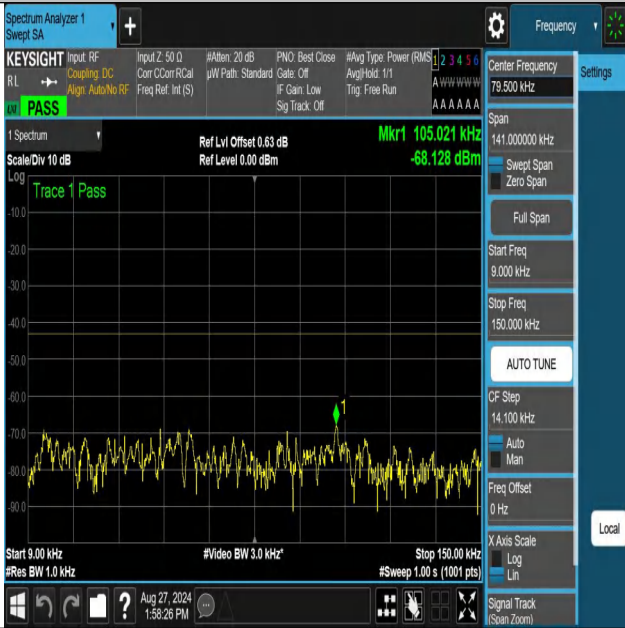 Spectrum Analyzer 1
Swept SA
+
Frequency
KEYSIGHT
RL
PASS
Input: RF
Coupling: DC
Align: Auto/No RF
Input Z: 50 Ω
Corr CCorr RCal
Freq Ref: Int (S)
#Atten: 20 dB
µW Path: Standard
PNO: Best Close
Gate: Off
IF Gain: Low
Sig Track: Off
#Avg Type: Power (RMS
Avg|Hold: 1/1
Trig: Free Run
1 2 3 4 5 6
A W W W W W
A A A A A A
1 Spectrum
Scale/Div 10 dB
Ref Lvl Offset 0.63 dB
Ref Level 0.00 dBm
Mkr1 105.021 kHz
-68.128 dBm
Log
Trace 1 Pass
-10.0
-20.0
-30.0
-40.0
-50.0
-60.0
-70.0
-80.0
-90.0
1
Start 9.00 kHz
#Res BW 1.0 kHz
#Video BW 3.0 kHz*
Stop 150.00 kHz
#Sweep 1.00 s (1001 pts)
?
Aug 27, 2024
1:58:26 PM
Center Frequency
79.500 kHz
Settings
Span
141.000000 kHz
Swept Span
Zero Span
Full Span
Start Freq
9.000 kHz
Stop Freq
150.000 kHz
AUTO TUNE
CF Step
14.100 kHz
Auto
Man
Freq Offset
0 Hz
X Axis Scale
Log
Lin
Local
Signal Track
(Span Zoom)